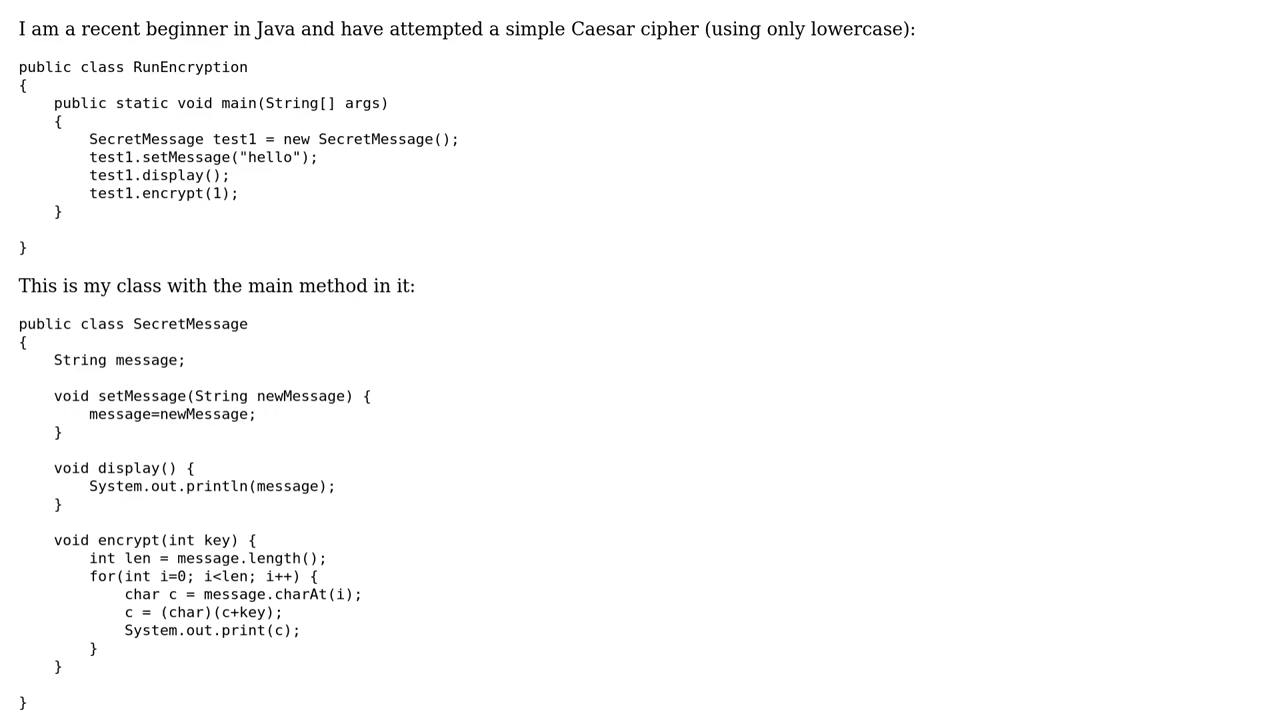 I am a recent beginner in Java and have attempted a simple Caesar cipher (using only lowercase):
public class RunEncryption
{
    public static void main(String[] args)
    {
        SecretMessage test1 = new SecretMessage();
        test1.setMessage("hello");
        test1.display();
        test1.encrypt(1);
    }

}
This is my class with the main method in it:
public class SecretMessage
{
    String message;

    void setMessage(String newMessage) {
        message=newMessage;
    }

    void display() {
        System.out.println(message);
    }

    void encrypt(int key) {
        int len = message.length();
        for(int i=0; i<len; i++) {
            char c = message.charAt(i);
            c = (char)(c+key);
            System.out.print(c);
        }
    }

}